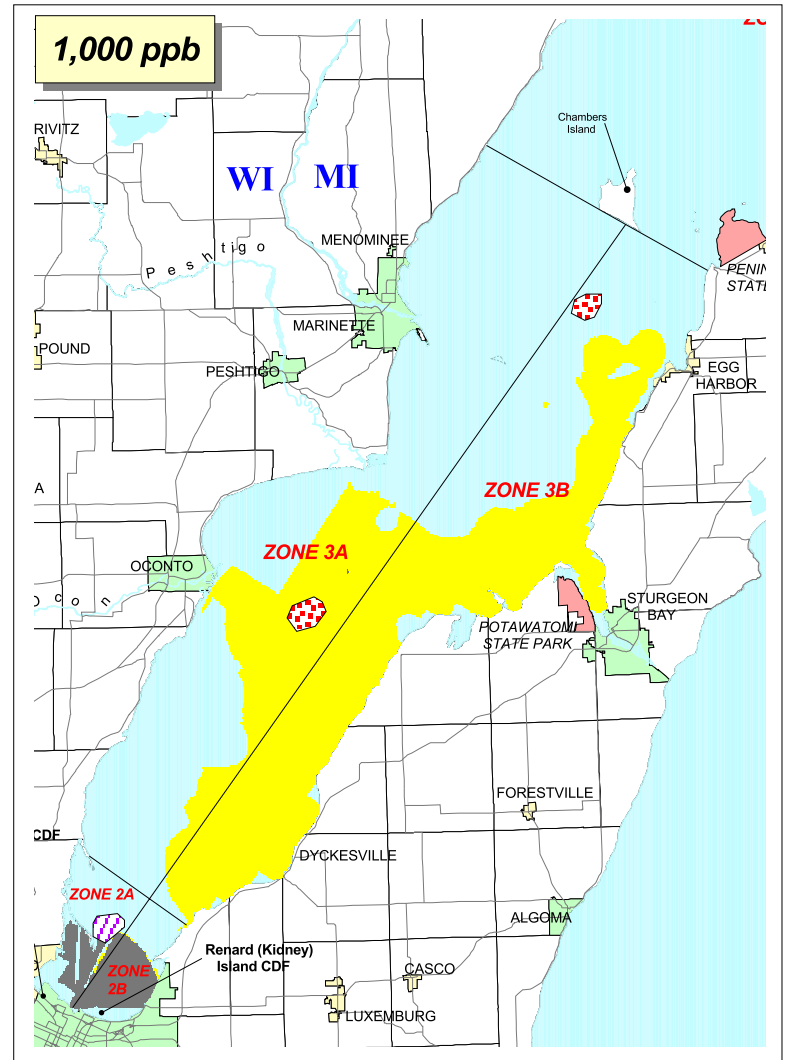 1,000 ppb
Chambers
Island
RIVITZ
WI
MI
MENOMINEE
Peshtigo
MARINETTE
POUND
PESHTIGO
EGG
HARBOR
A
ZONE 3B
ZONE 3A
OCONTO
Ocon
STURGEON
BAY
POTAWATOMI
STATE PARK
FORESTVILLE
CDF
DYCKESVILLE
ZONE 2A
ALGOMA
Renard (Kidney)
Island CDF
ZONE
2B
CASCO
LUXEMBURG